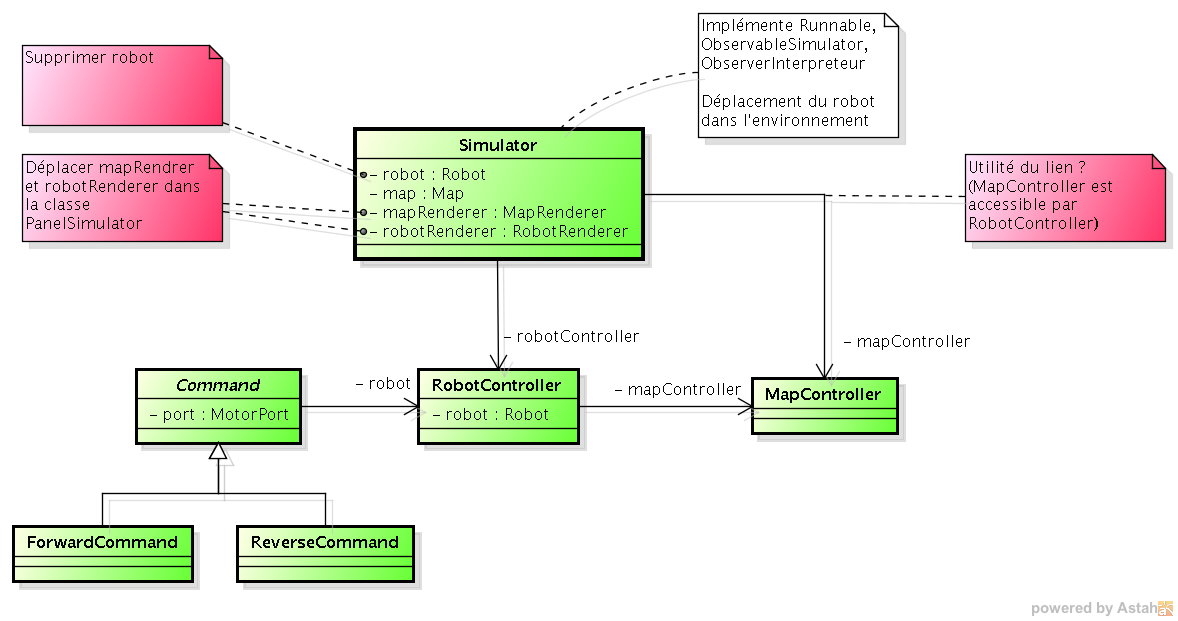 Implémente Runnable,
ObservableSimulator,
ObserverInterpreteur
Déplacement du robot
dans l'environnement
Supprimer robot
Déplacer mapRendrer
et robotRenderer dans
la classe
PanelSimulator
Simulator
- robot : Robot
- map : Map
- mapRenderer : MapRenderer
- robotRenderer : RobotRenderer
Utilité du lien ?
(MapController est
accessible par
RobotController)
- robotController
- mapController
Command
- port : MotorPort
- robot
RobotController
- robot : Robot
- mapController
MapController
ForwardCommand
ReverseCommand
powered by Astah